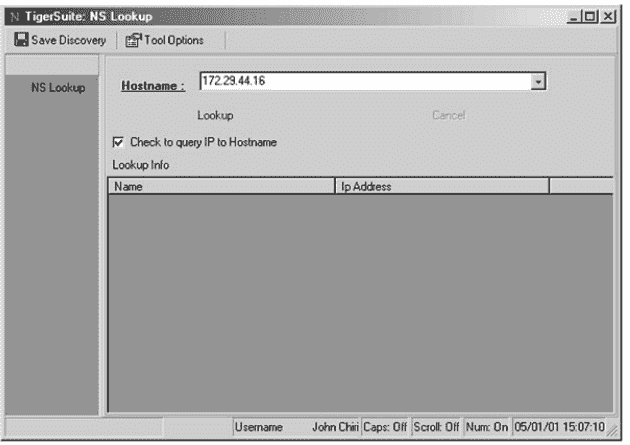 TigerSuite: NS Lookup
Save Discovery Tool Options
NS Lookup
Hostname : 172.29.44.16
Lookup Cancel
Check to query IP to Hostname
Lookup Info
Name Ip Address
Username John Chiri Caps: Off Scroll: Off Num: On 05/01/01 15:07:10